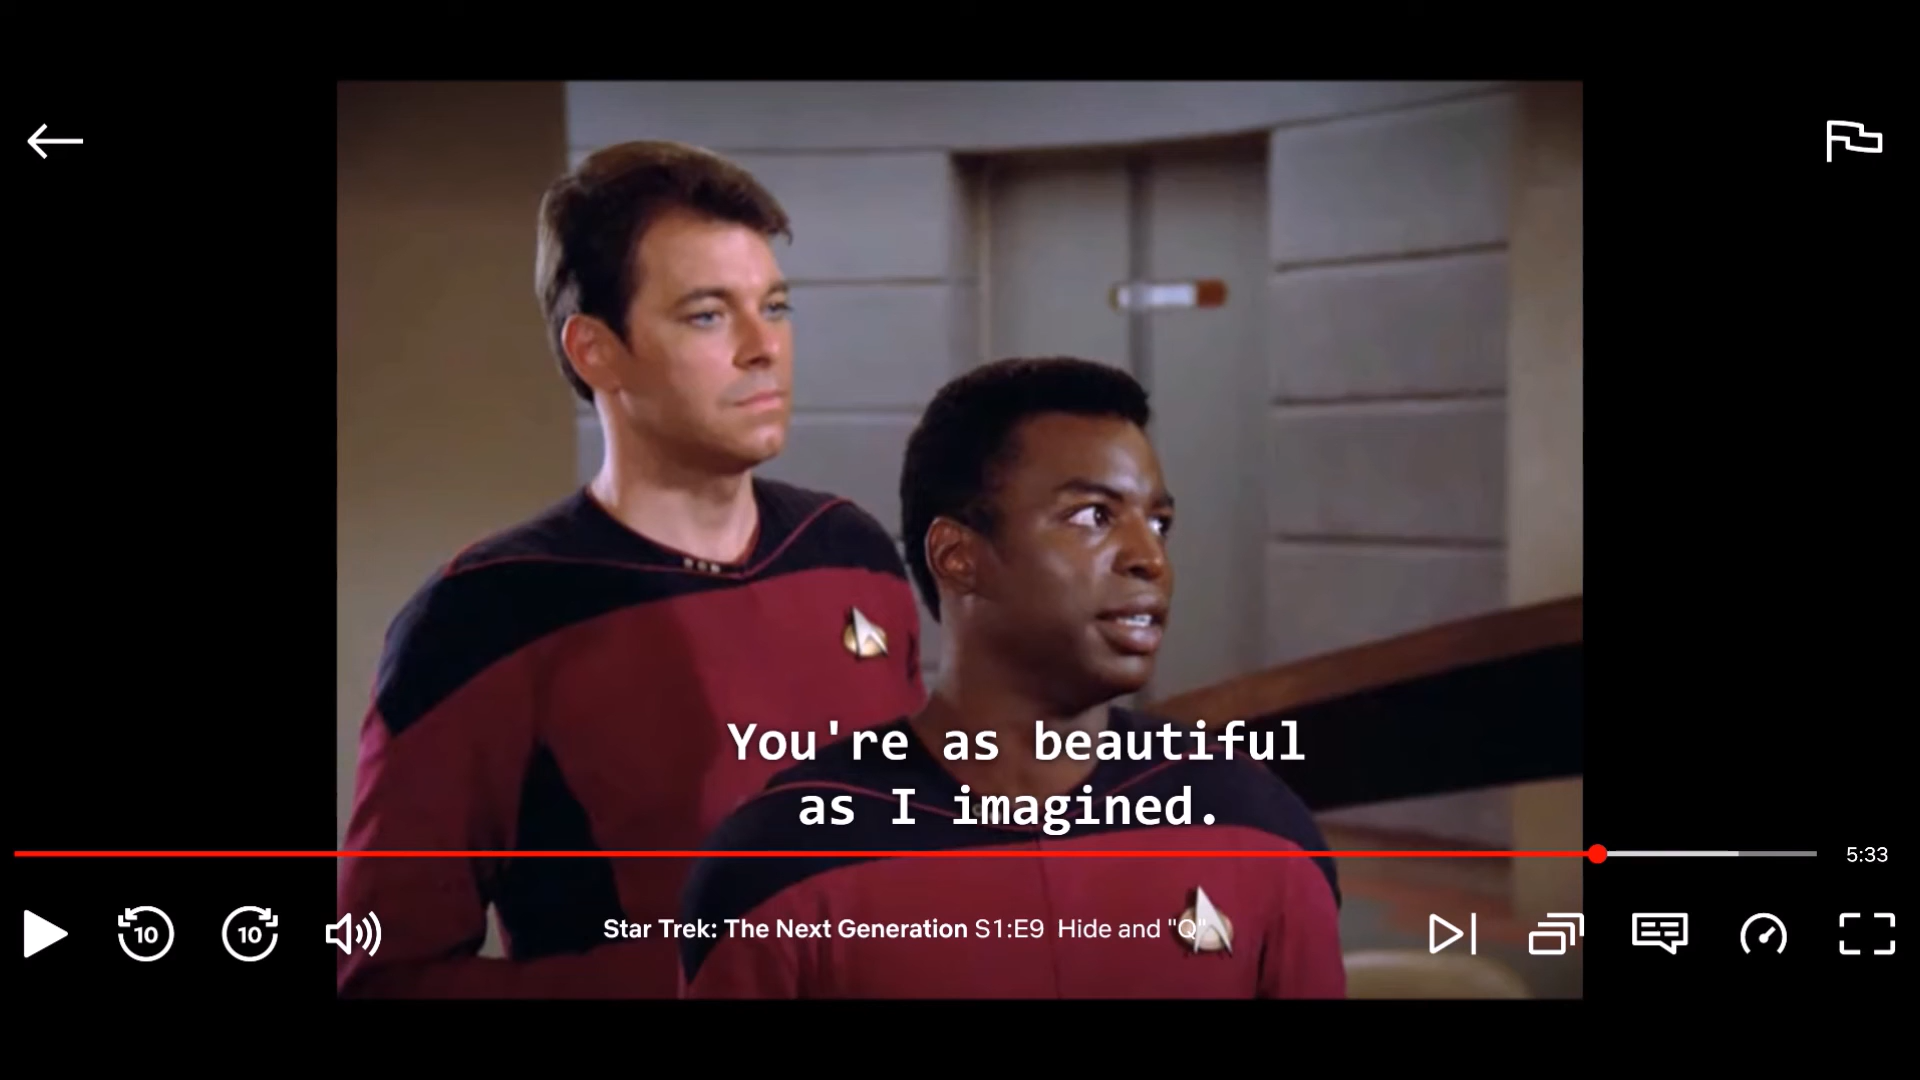 You're as beautiful
as I imagined.
5:33
10
10
Star Trek: The Next Generation S1:E9 Hide and "Q"